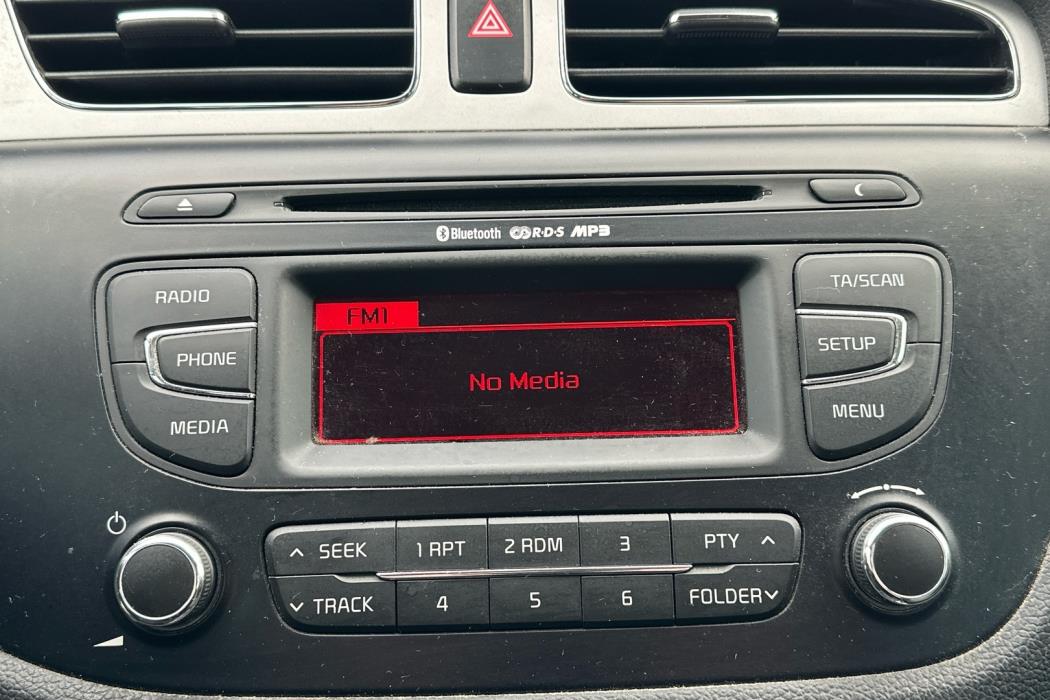 Bluetooth R·D·S MP3
RADIO
PHONE
MEDIA
FM1
No Media
TA/SCAN
SETUP
MENU
SEEK
1 RPT
2 RDM
3
PTY
TRACK
4
5
6
FOLDER